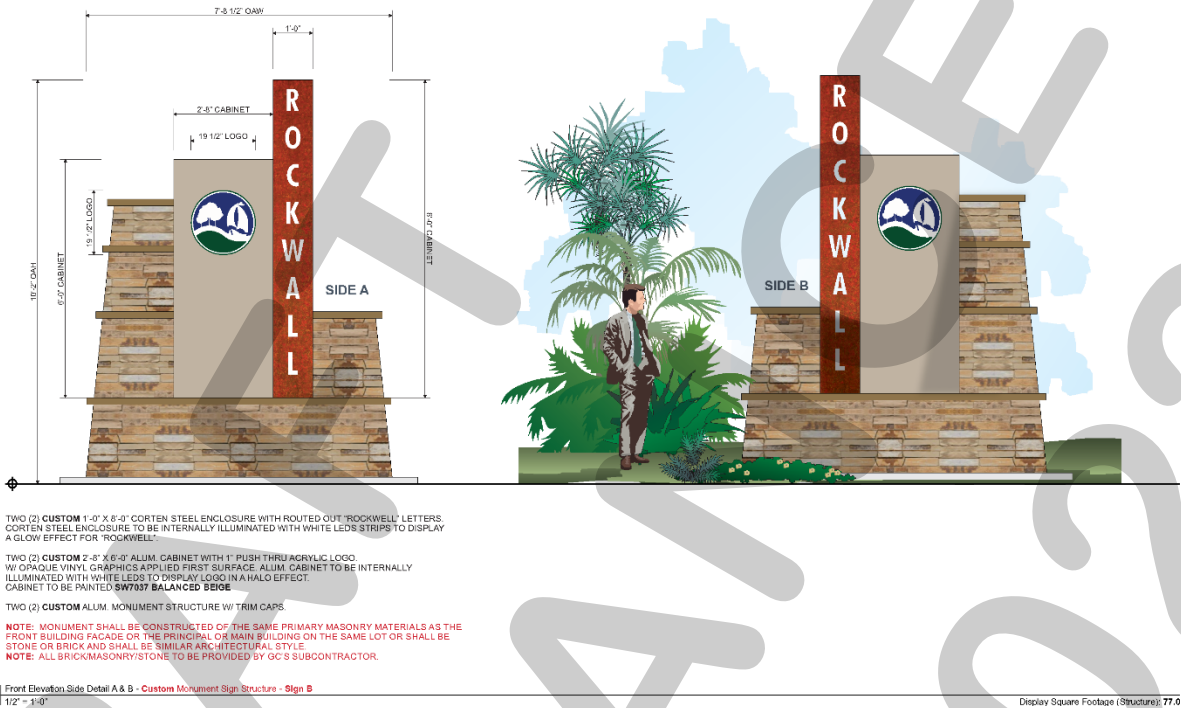 7'-8 1/2" OAW
1'-0"
2'-8" CABINET
19 1/2" LOGO
19 1/2" LOGO
10'-2" OAH
6'-0" CABINET
8'-0" CABINET
ROCKWALL
SIDE A
ROCKWALL
SIDE B
TWO (2) CUSTOM 1'-0" X 8'-0" CORTEN STEEL ENCLOSURE WITH ROUTED OUT "ROCKWELL" LETTERS.
CORTEN STEEL ENCLOSURE TO BE INTERNALLY ILLUMINATED WITH WHITE LEDS STRIPS TO DISPLAY
A GLOW EFFECT FOR "ROCKWELL".
TWO (2) CUSTOM 2'-8" X 6'-0" ALUM. CABINET WITH 1" PUSH THRU ACRYLIC LOGO.
W/ OPAQUE VINYL GRAPHICS APPLIED FIRST SURFACE. ALUM. CABINET TO BE INTERNALLY
ILLUMINATED WITH WHITE LEDS TO DISPLAY LOGO IN A HALO EFFECT.
CABINET TO BE PAINTED SW7037 BALANCED BEIGE
TWO (2) CUSTOM ALUM. MONUMENT STRUCTURE W/ TRIM CAPS.
NOTE: MONUMENT SHALL BE CONSTRUCTED OF THE SAME PRIMARY MASONRY MATERIALS AS THE
FRONT BUILDING FACADE OR THE PRINCIPAL OR MAIN BUILDING ON THE SAME LOT OR SHALL BE
STONE OR BRICK AND SHALL BE SIMILAR ARCHITECTURAL STYLE.
NOTE: ALL BRICK/MASONRY/STONE TO BE PROVIDED BY GC'S SUBCONTRACTOR.
Front Elevation Side Detail A & B - Custom Monument Sign Structure - Sign B
1/2" = 1'-0"
Display Square Footage (Structure): 77.0